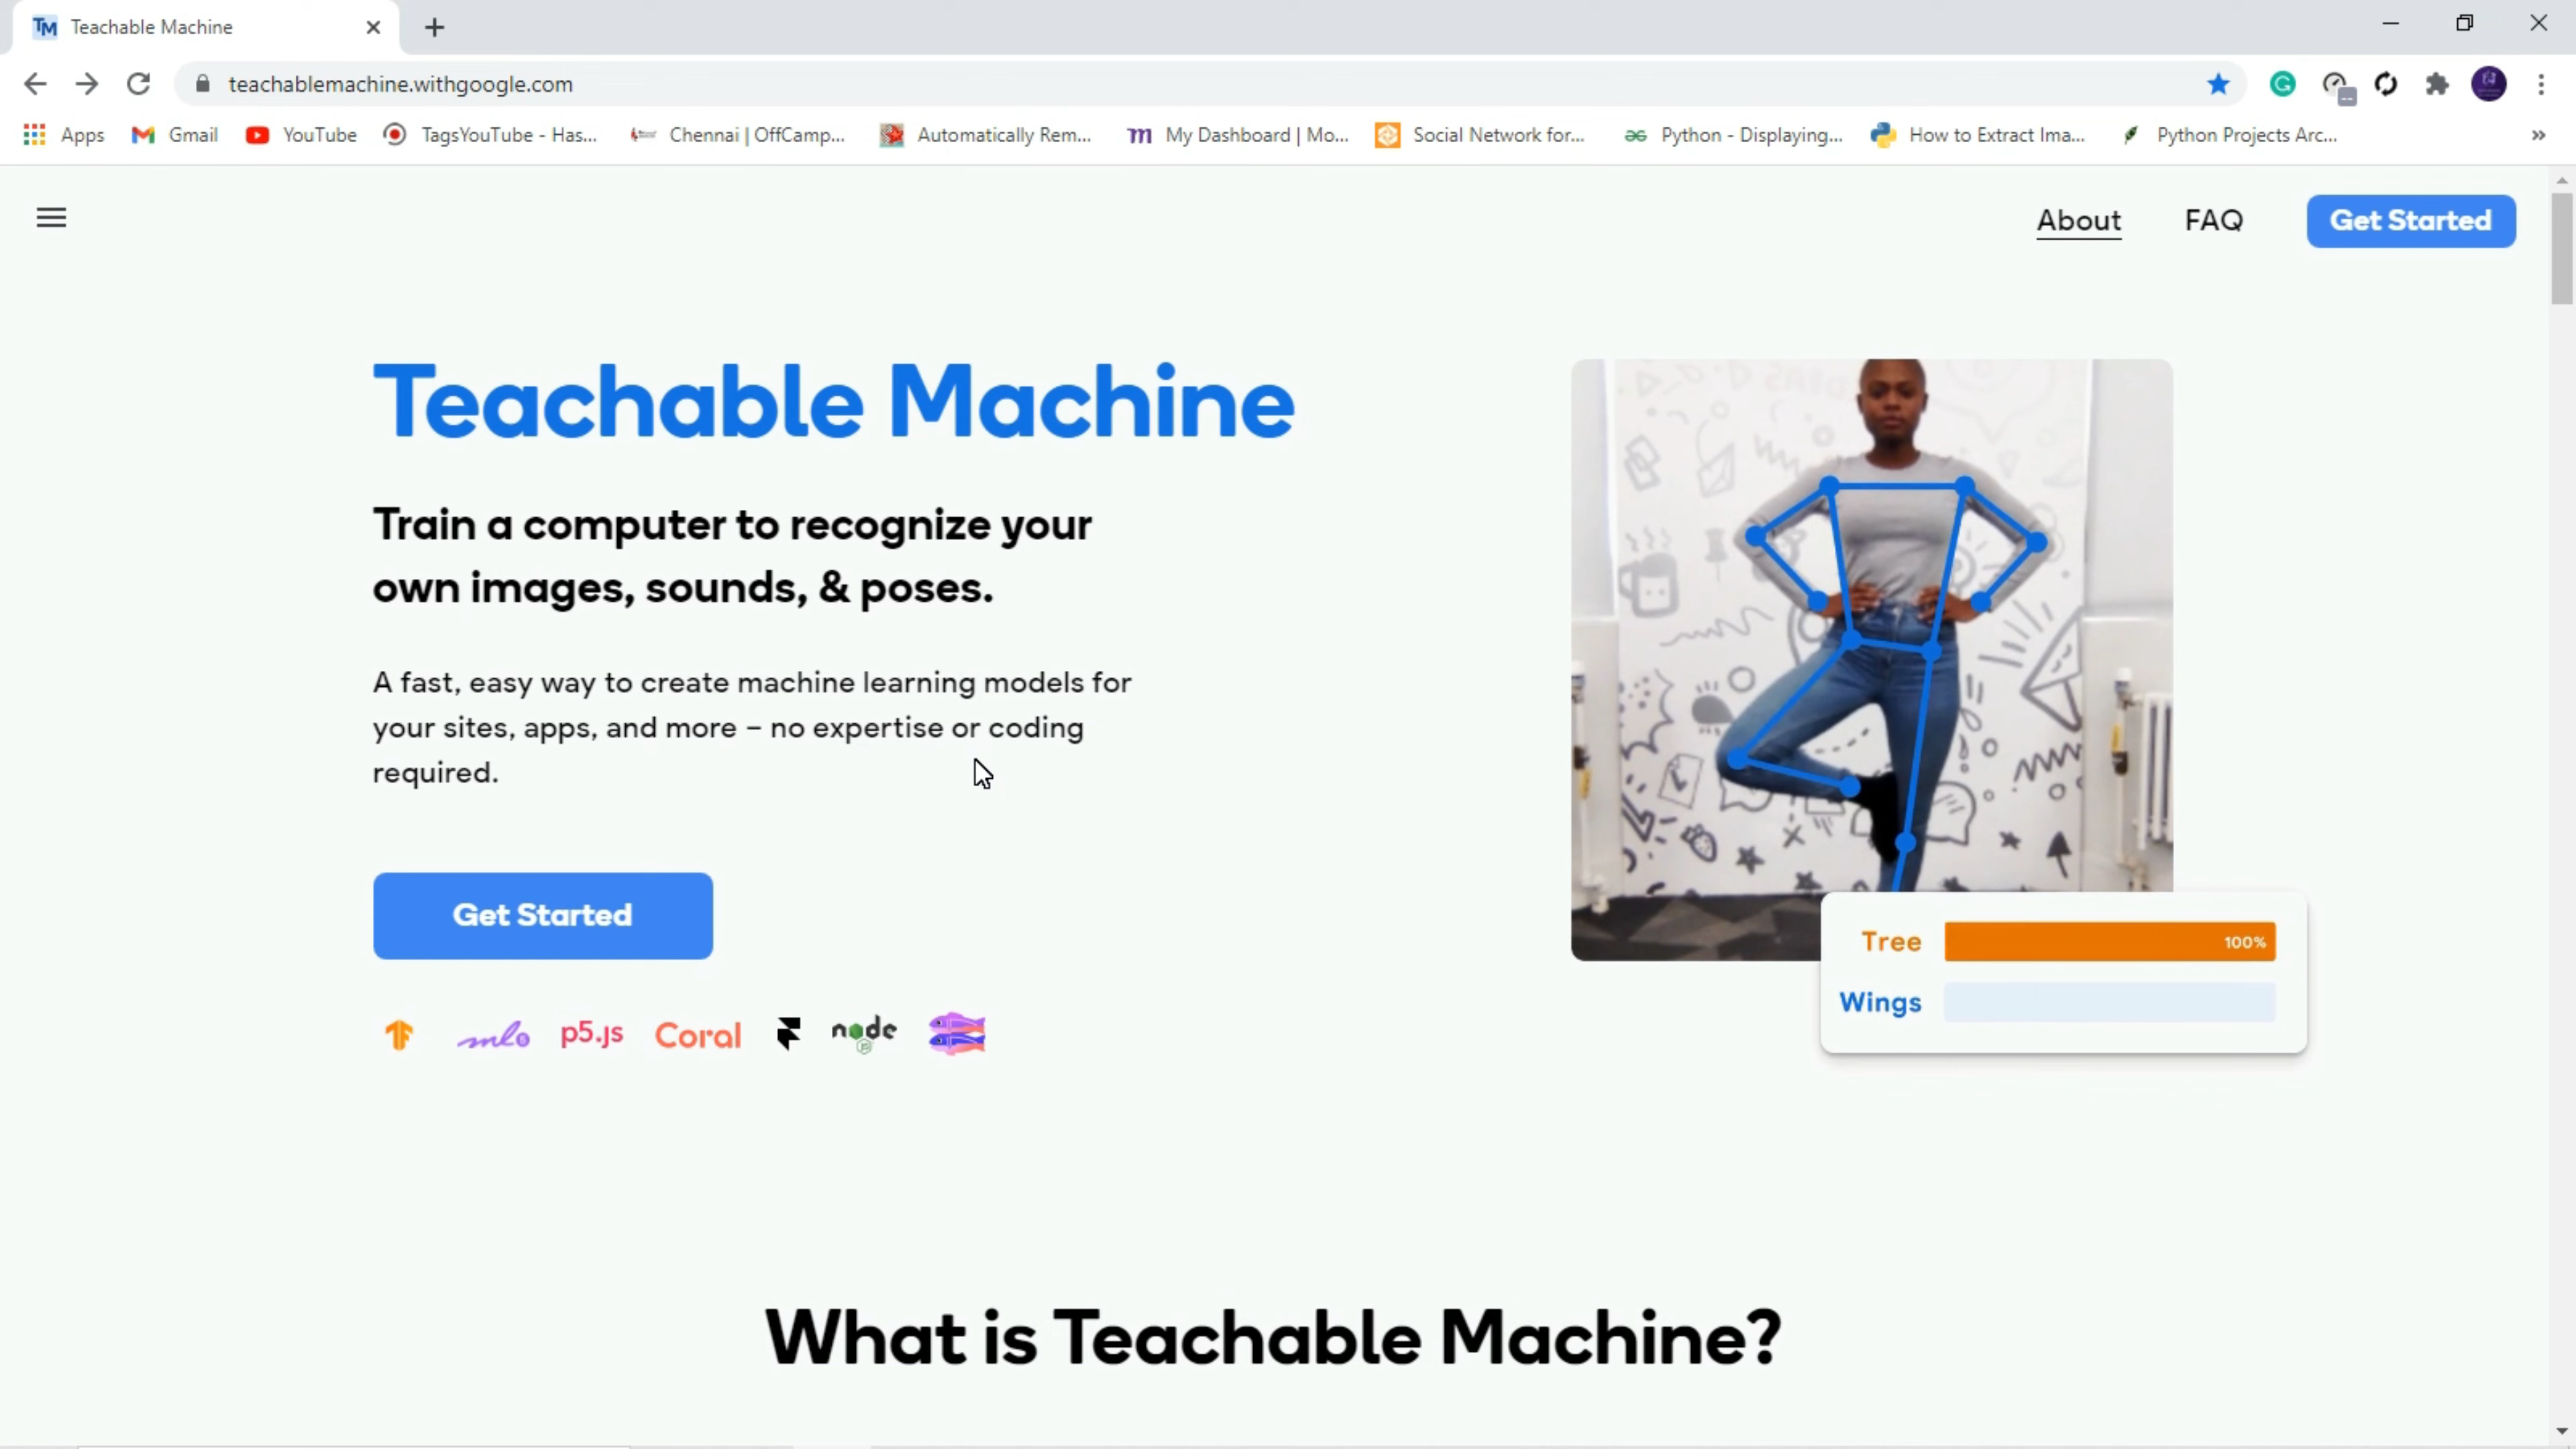 Teachable Machine
teachablemachine.withgoogle.com
Apps
Gmail
YouTube
TagsYouTube - Has...
Chennai | OffCamp...
Automatically Rem...
My Dashboard | Mo...
Social Network for...
Python - Displaying...
How to Extract Ima...
Python Projects Arc...
About
FAQ
Get Started
Teachable Machine
Train a computer to recognize your
own images, sounds, & poses.
A fast, easy way to create machine learning models for
your sites, apps, and more – no expertise or coding
required.
Get Started
p5.js
Coral
node
Tree
100%
Wings
What is Teachable Machine?